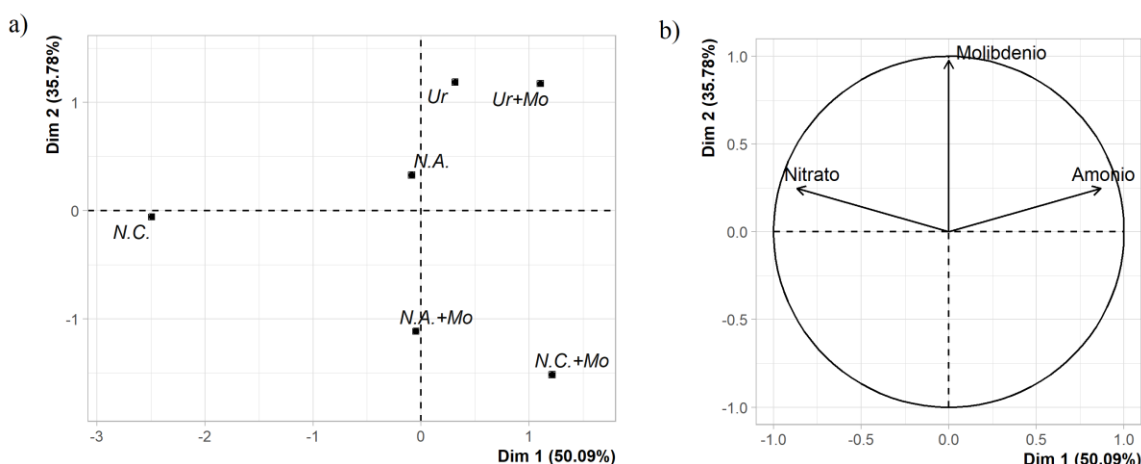 a)
Dim 2 (35.78%)
1
0
-1
Ur
Ur+Mo
N.A.
N.C.
N.A.+Mo
N.C.+Mo
-3
-2
-1
0
1
Dim 1 (50.09%)
b)
Dim 2 (35.78%)
1.0
0.5
0.0
-0.5
-1.0
Molibdenio
Nitrato
Amonio
-1.0
-0.5
0.0
0.5
1.0
Dim 1 (50.09%)